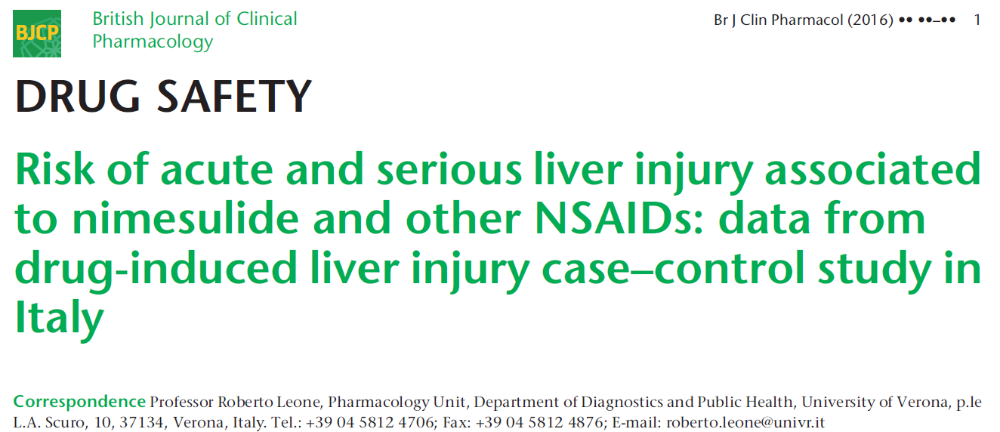 BJCP
British Journal of Clinical
Pharmacology
Br J Clin Pharmacol (2016) •• ••–•• 1
DRUG SAFETY
Risk of acute and serious liver injury associated
to nimesulide and other NSAIDs: data from
drug-induced liver injury case–control study in
Italy
Correspondence Professor Roberto Leone, Pharmacology Unit, Department of Diagnostics and Public Health, University of Verona, p.le
L.A. Scuro, 10, 37134, Verona, Italy. Tel.: +39 04 5812 4706; Fax: +39 04 5812 4876; E-mail: roberto.leone@univr.it